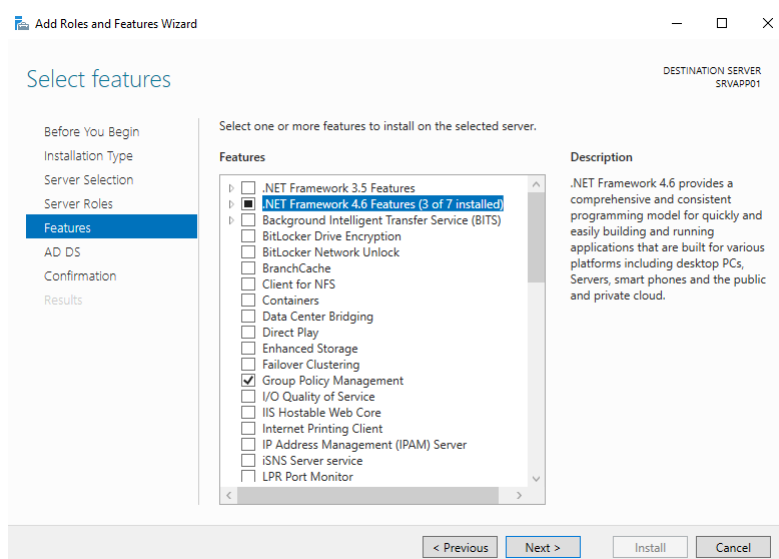 Add Roles and Features Wizard
Select features
DESTINATION SERVER
SRVAPP01
Before You Begin
Installation Type
Server Selection
Server Roles
Features
AD DS
Confirmation
Results
Select one or more features to install on the selected server.
Features
.NET Framework 3.5 Features
.NET Framework 4.6 Features (3 of 7 installed)
Background Intelligent Transfer Service (BITS)
BitLocker Drive Encryption
BitLocker Network Unlock
BranchCache
Client for NFS
Containers
Data Center Bridging
Direct Play
Enhanced Storage
Failover Clustering
Group Policy Management
I/O Quality of Service
IIS Hostable Web Core
Internet Printing Client
IP Address Management (IPAM) Server
iSNS Server service
LPR Port Monitor
Description
.NET Framework 4.6 provides a
comprehensive and consistent
programming model for quickly and
easily building and running
applications that are built for various
platforms including desktop PCs,
Servers, smart phones and the public
and private cloud.
< Previous
Next >
Install
Cancel